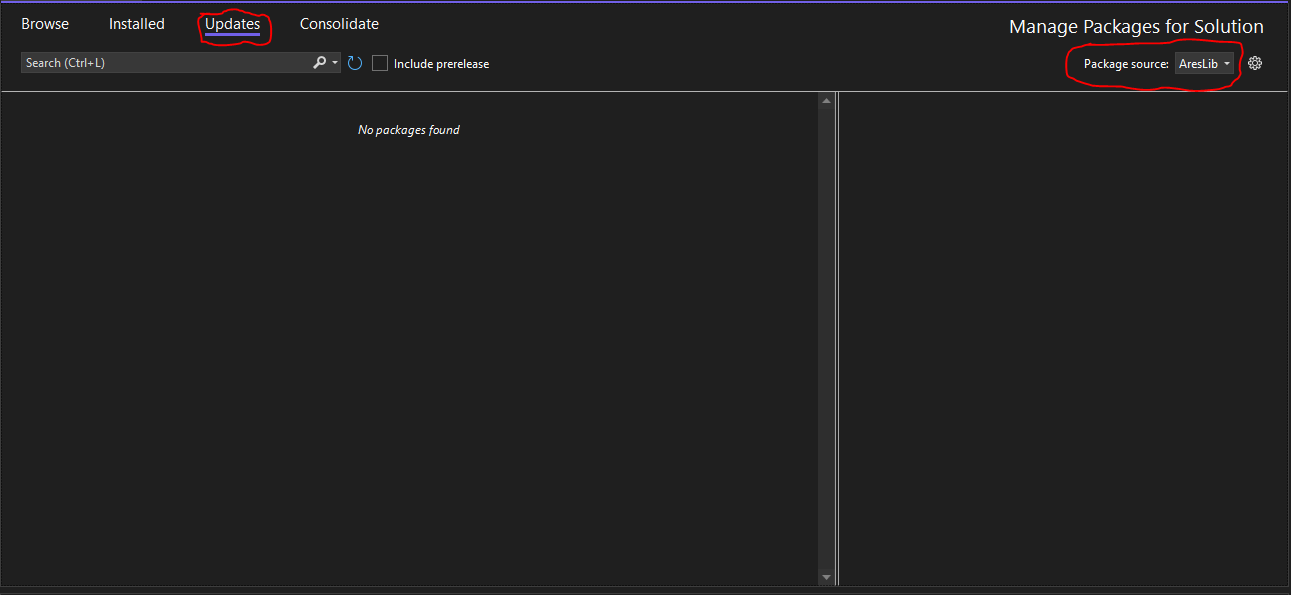 Browse Installed Updates Consolidate
Manage Packages for Solution
Search (Ctrl+L)
Include prerelease
Package source: AresLib
No packages found